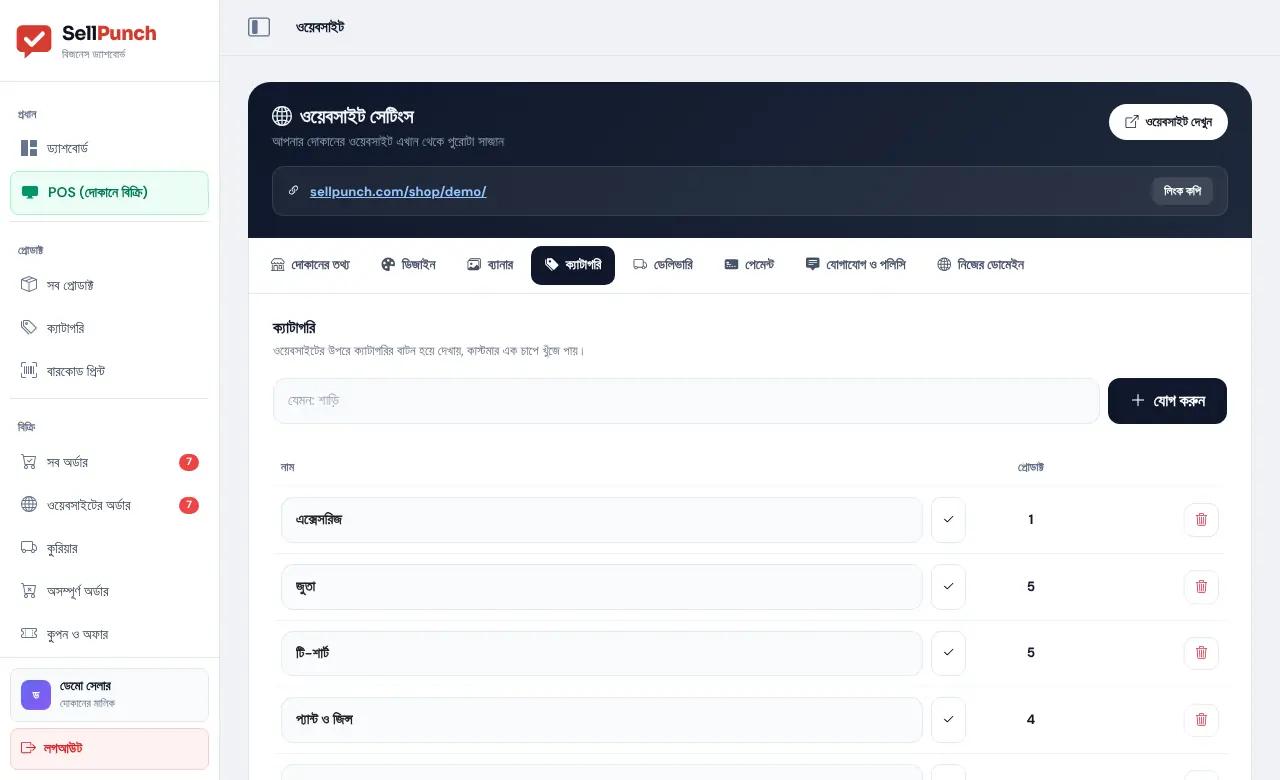 SellPunch
বিজনেস ড্যাশবোর্ড
প্রধান
ড্যাশবোর্ড
POS (দোকানে বিক্রি)
প্রোডাক্ট
সব প্রোডাক্ট
ক্যাটাগরি
বারকোড প্রিন্ট
বিক্রি
সব অর্ডার 7
ওয়েবসাইটের অর্ডার 7
কুরিয়ার
অসম্পূর্ণ অর্ডার
কুপন ও অফার
ড
ডেমো সেলার
দোকানের মালিক
লগআউট
ওয়েবসাইট
ওয়েবসাইট সেটিংস
আপনার দোকানের ওয়েবসাইট এখান থেকে পুরোটা সাজান
ওয়েবসাইট দেখুন
sellpunch.com/shop/demo/
লিংক কপি
দোকানের তথ্য ডিজাইন ব্যানার ক্যাটাগরি ডেলিভারি পেমেন্ট যোগাযোগ ও পলিসি নিজের ডোমেইন
ক্যাটাগরি
ওয়েবসাইটের উপরে ক্যাটাগরির বাটন হয়ে দেখায়, কাস্টমার এক চাপে খুঁজে পায়।
যেমন: শাড়ি
যোগ করুন
নাম প্রোডাক্ট
এক্সেসরিজ 1
জুতা 5
টি-শার্ট 5
প্যান্ট ও জিন্স 4